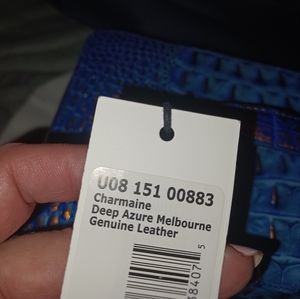 U08 151 00883
Charmaine
Deep Azure Melbourne
Genuine Leather